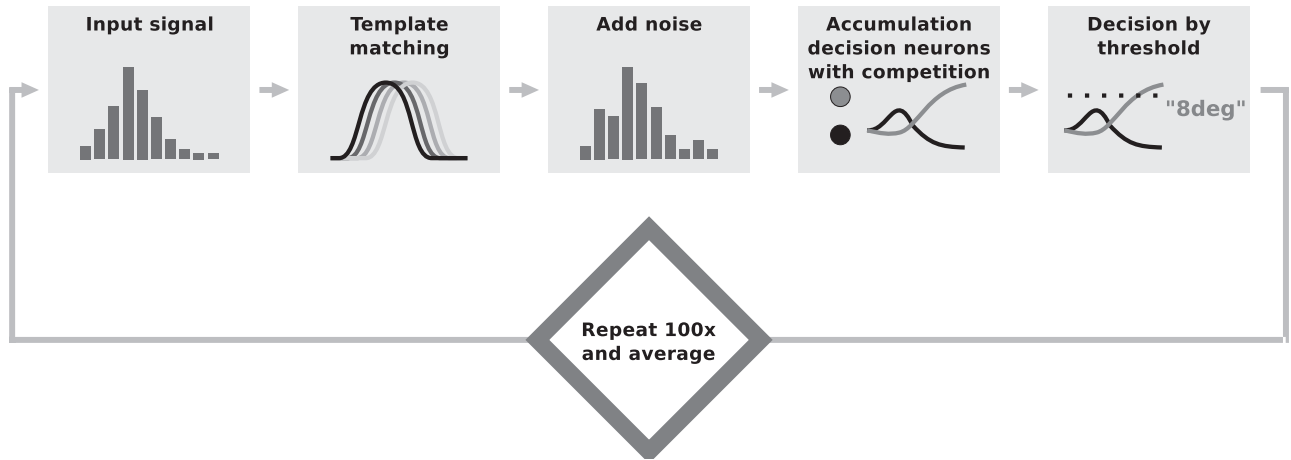 Input signal
Template
matching
Add noise
Accumulation
decision neurons
with competition
Decision by
threshold
"8deg"
Repeat 100x
and average